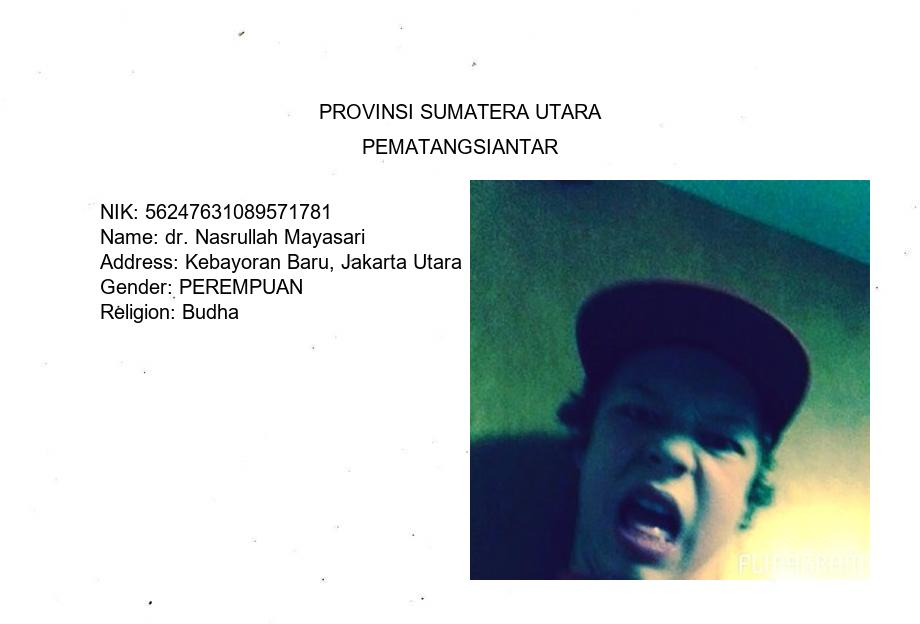 PROVINSI SUMATERA UTARA
PEMATANGSIANTAR
NIK: 56247631089571781
Name: dr. Nasrullah Mayasari
Address: Kebayoran Baru, Jakarta Utara
Gender: PEREMPUAN
Religion: Budha
FLIPAGRAM